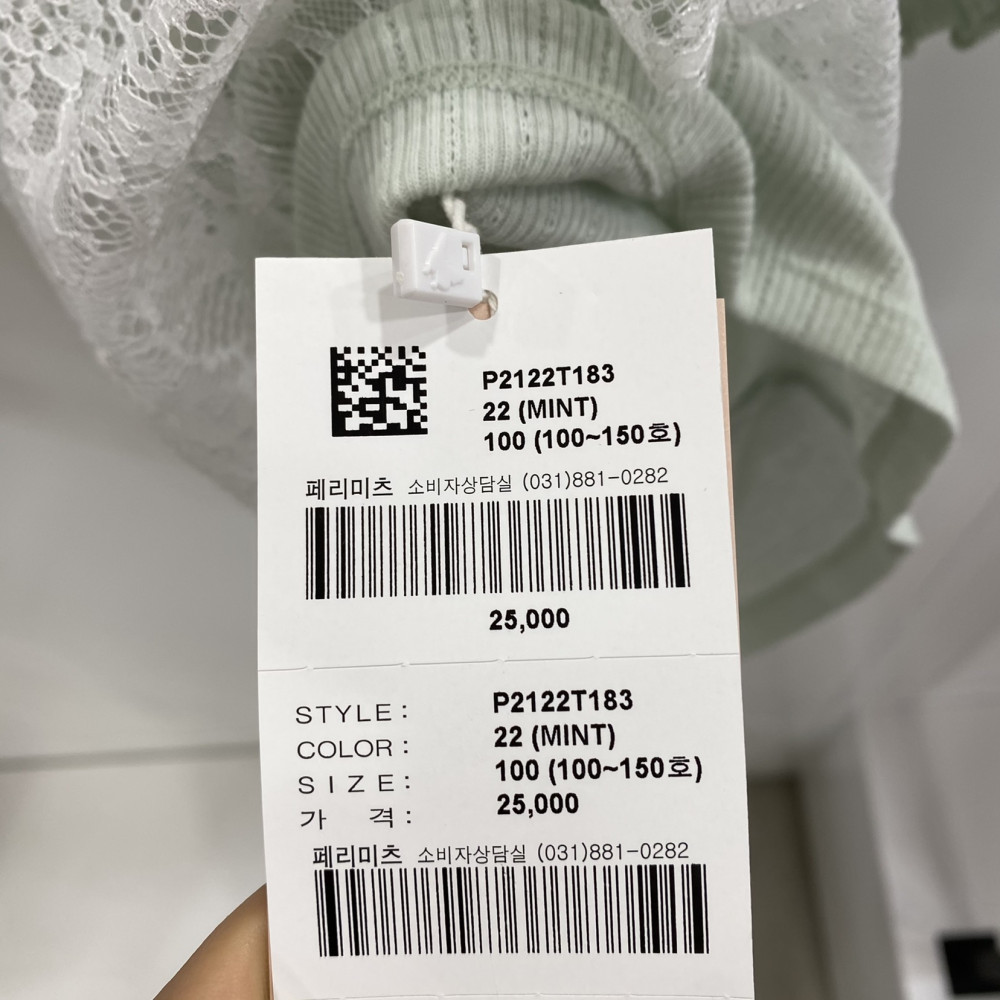 P2122T183
22 (MINT)
100 (100~150호)
페리미츠 소비자상담실 (031)881-0282
25,000
STYLE: P2122T183
COLOR: 22 (MINT)
SIZE: 100 (100~150호)
가 격: 25,000
페리미츠 소비자상담실 (031)881-0282